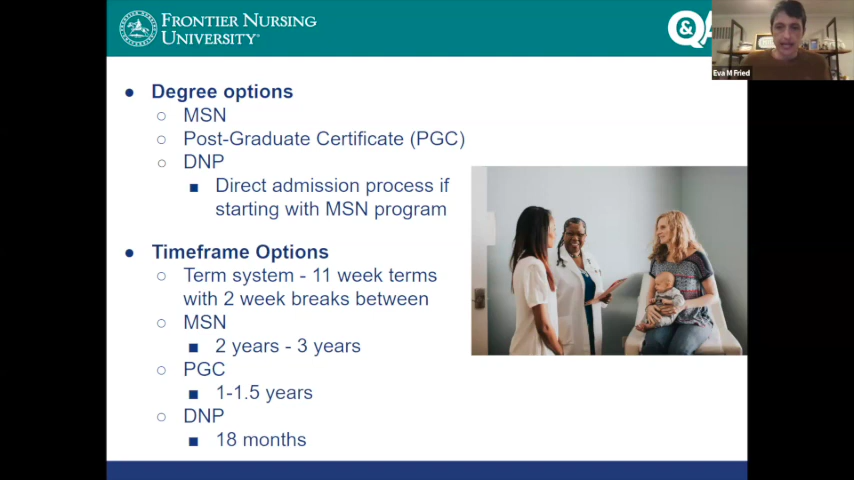 FRONTIER NURSING
UNIVERSITY®
Q&A
Eva M Fried
● Degree options
○ MSN
○ Post-Graduate Certificate (PGC)
○ DNP
■ Direct admission process if
starting with MSN program
● Timeframe Options
○ Term system - 11 week terms
with 2 week breaks between
○ MSN
■ 2 years - 3 years
○ PGC
■ 1-1.5 years
○ DNP
■ 18 months